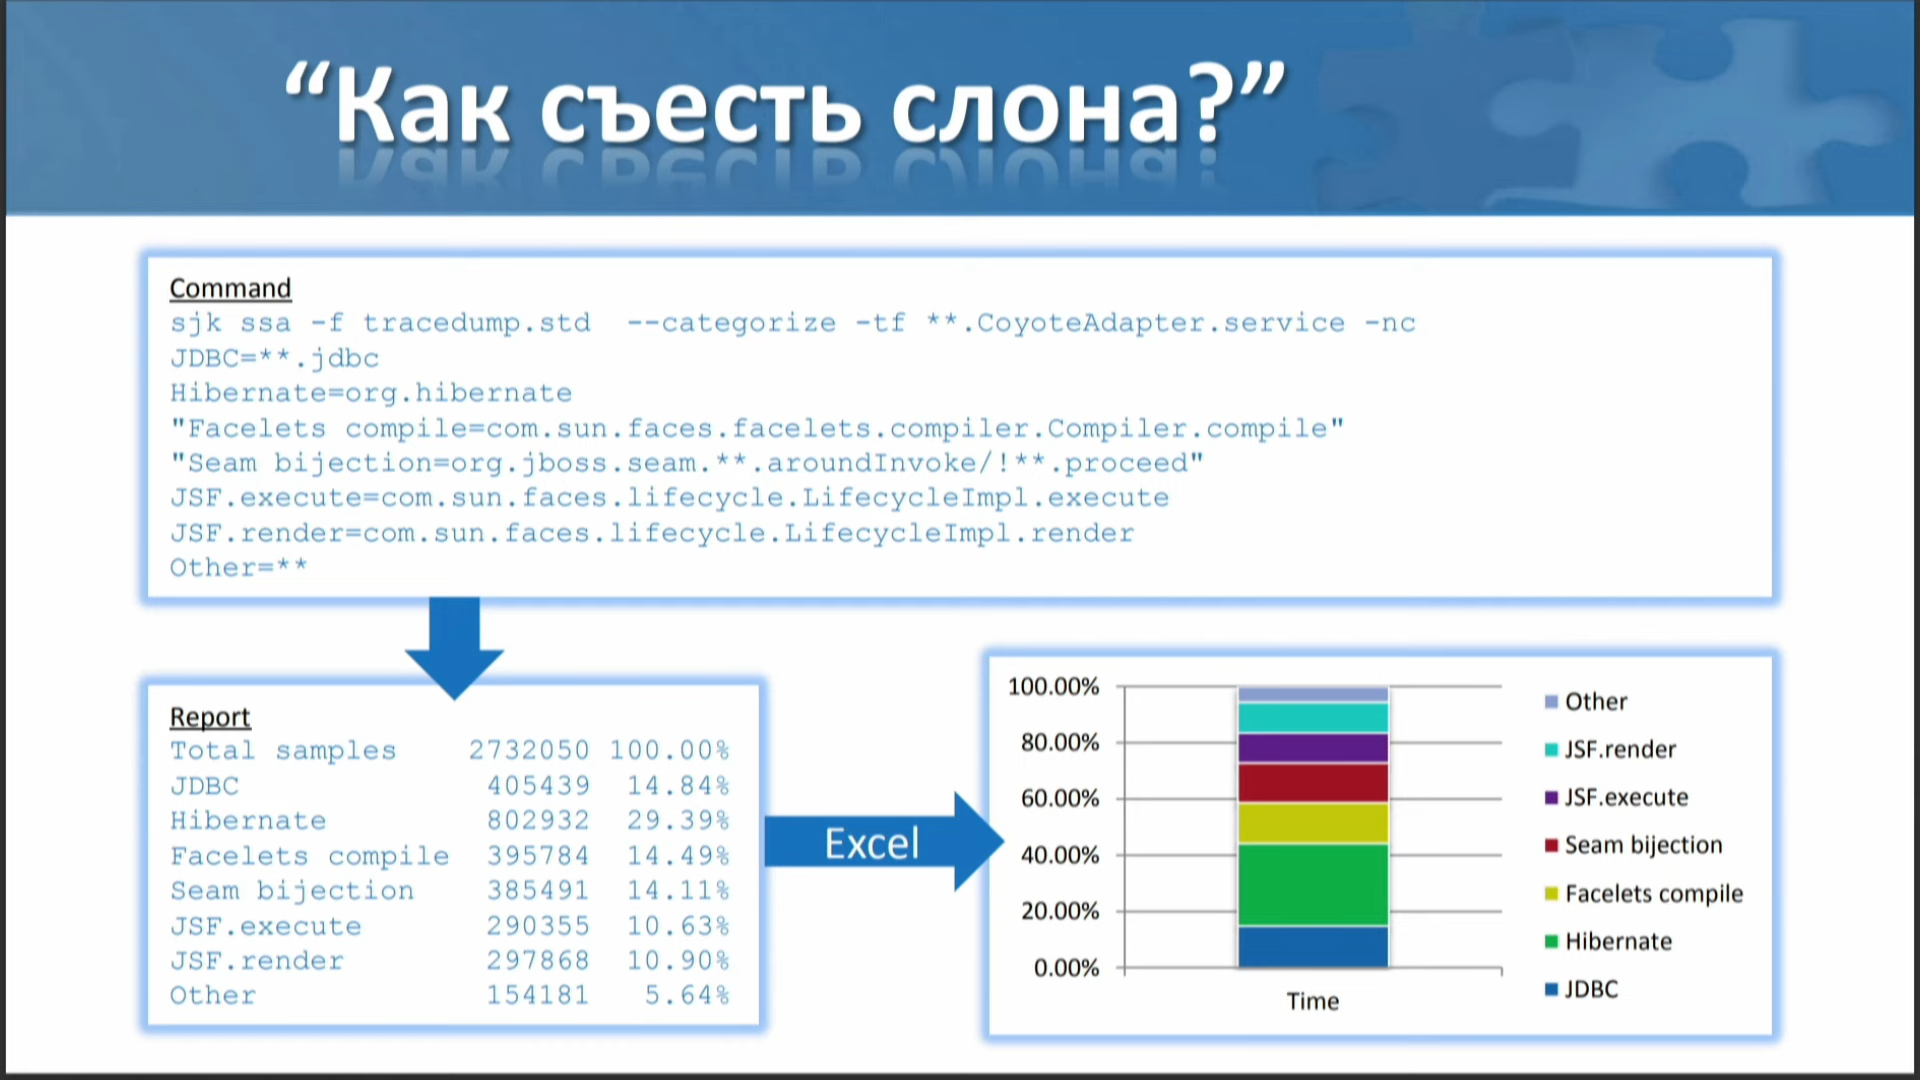 “Как съесть слона?”
Command
sjk ssa -f tracedump.std --categorize -tf **.CoyoteAdapter.service -nc
JDBC=**.jdbc
Hibernate=org.hibernate
"Facelets compile=com.sun.faces.facelets.compiler.Compiler.compile"
"Seam bijection=org.jboss.seam.**.aroundInvoke/!**.proceed"
JSF.execute=com.sun.faces.lifecycle.LifecycleImpl.execute
JSF.render=com.sun.faces.lifecycle.LifecycleImpl.render
Other=**
Report
Total samples 2732050 100.00%
JDBC 405439 14.84%
Hibernate 802932 29.39%
Facelets compile 395784 14.49%
Seam bijection 385491 14.11%
JSF.execute 290355 10.63%
JSF.render 297868 10.90%
Other 154181 5.64%
Excel
100.00%
80.00%
60.00%
40.00%
20.00%
0.00%
Time
Other
JSF.render
JSF.execute
Seam bijection
Facelets compile
Hibernate
JDBC